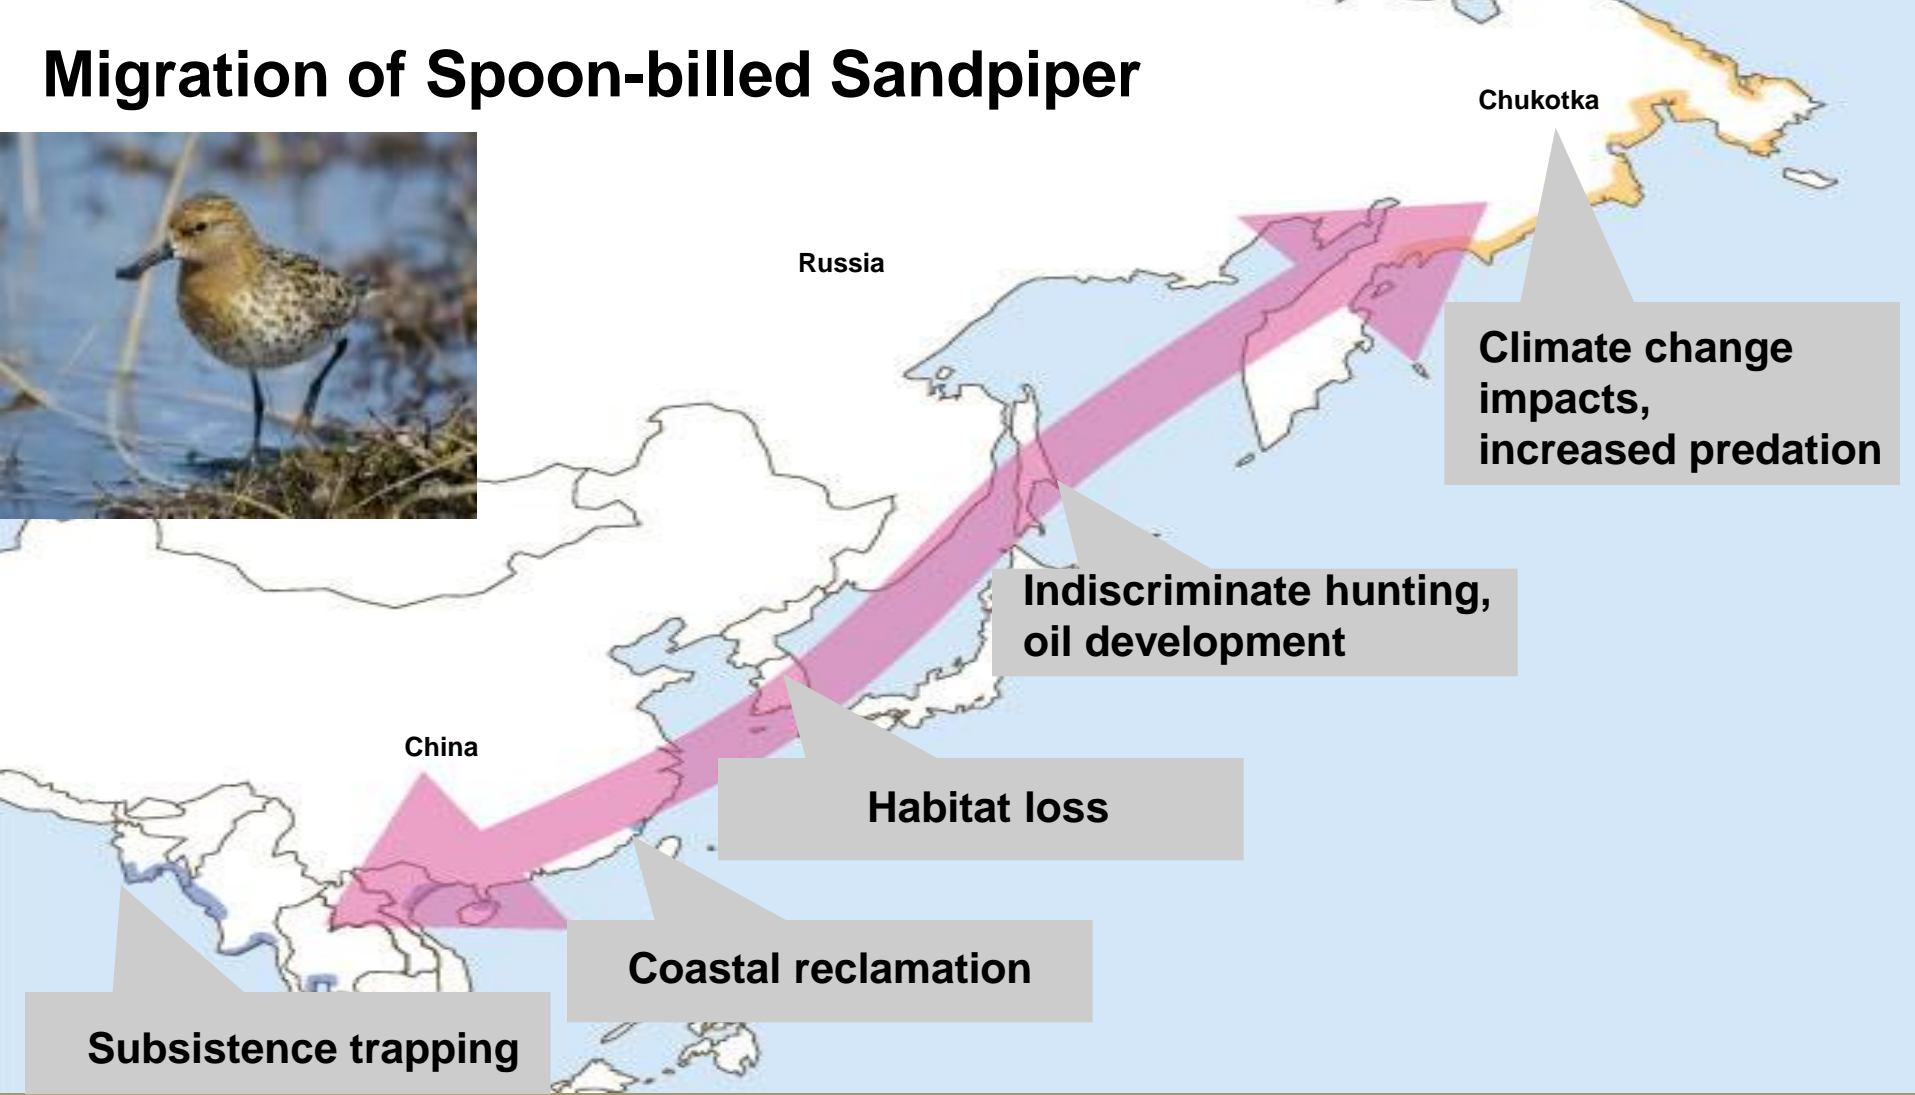 Migration of Spoon-billed Sandpiper
Chukotka
Russia
Climate change
impacts,
increased predation
Indiscriminate hunting,
oil development
China
Habitat loss
Coastal reclamation
Subsistence trapping